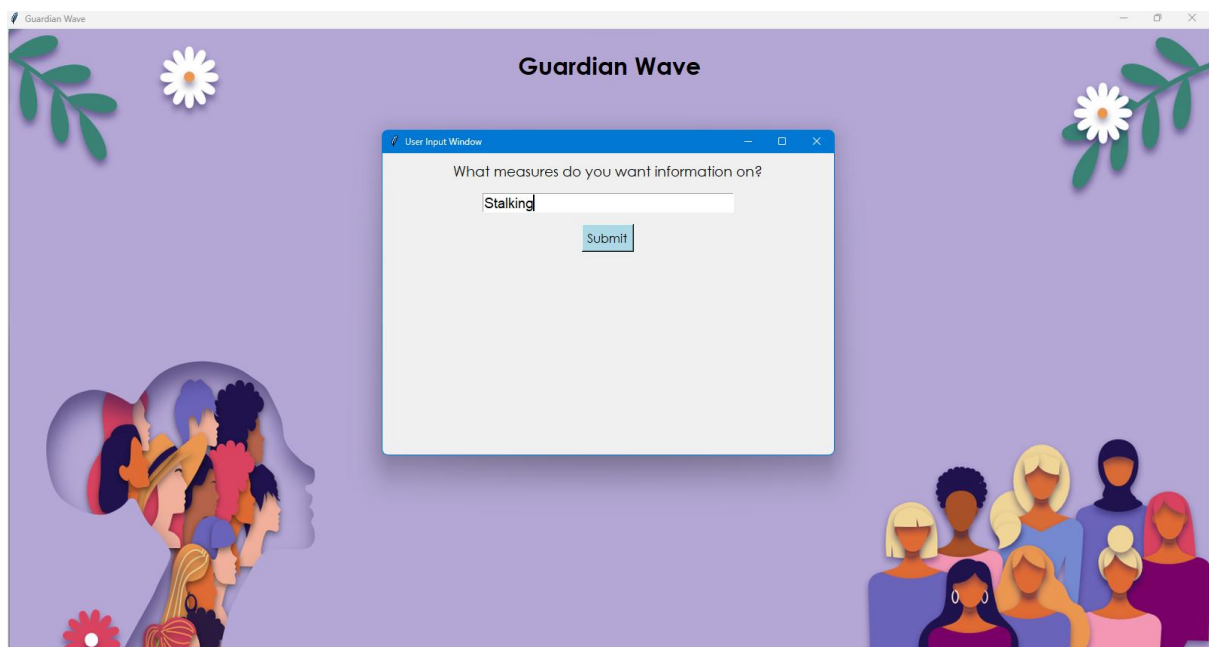 Guardian Wave
Guardian Wave
User Input Window
What measures do you want information on?
Stalking
Submit